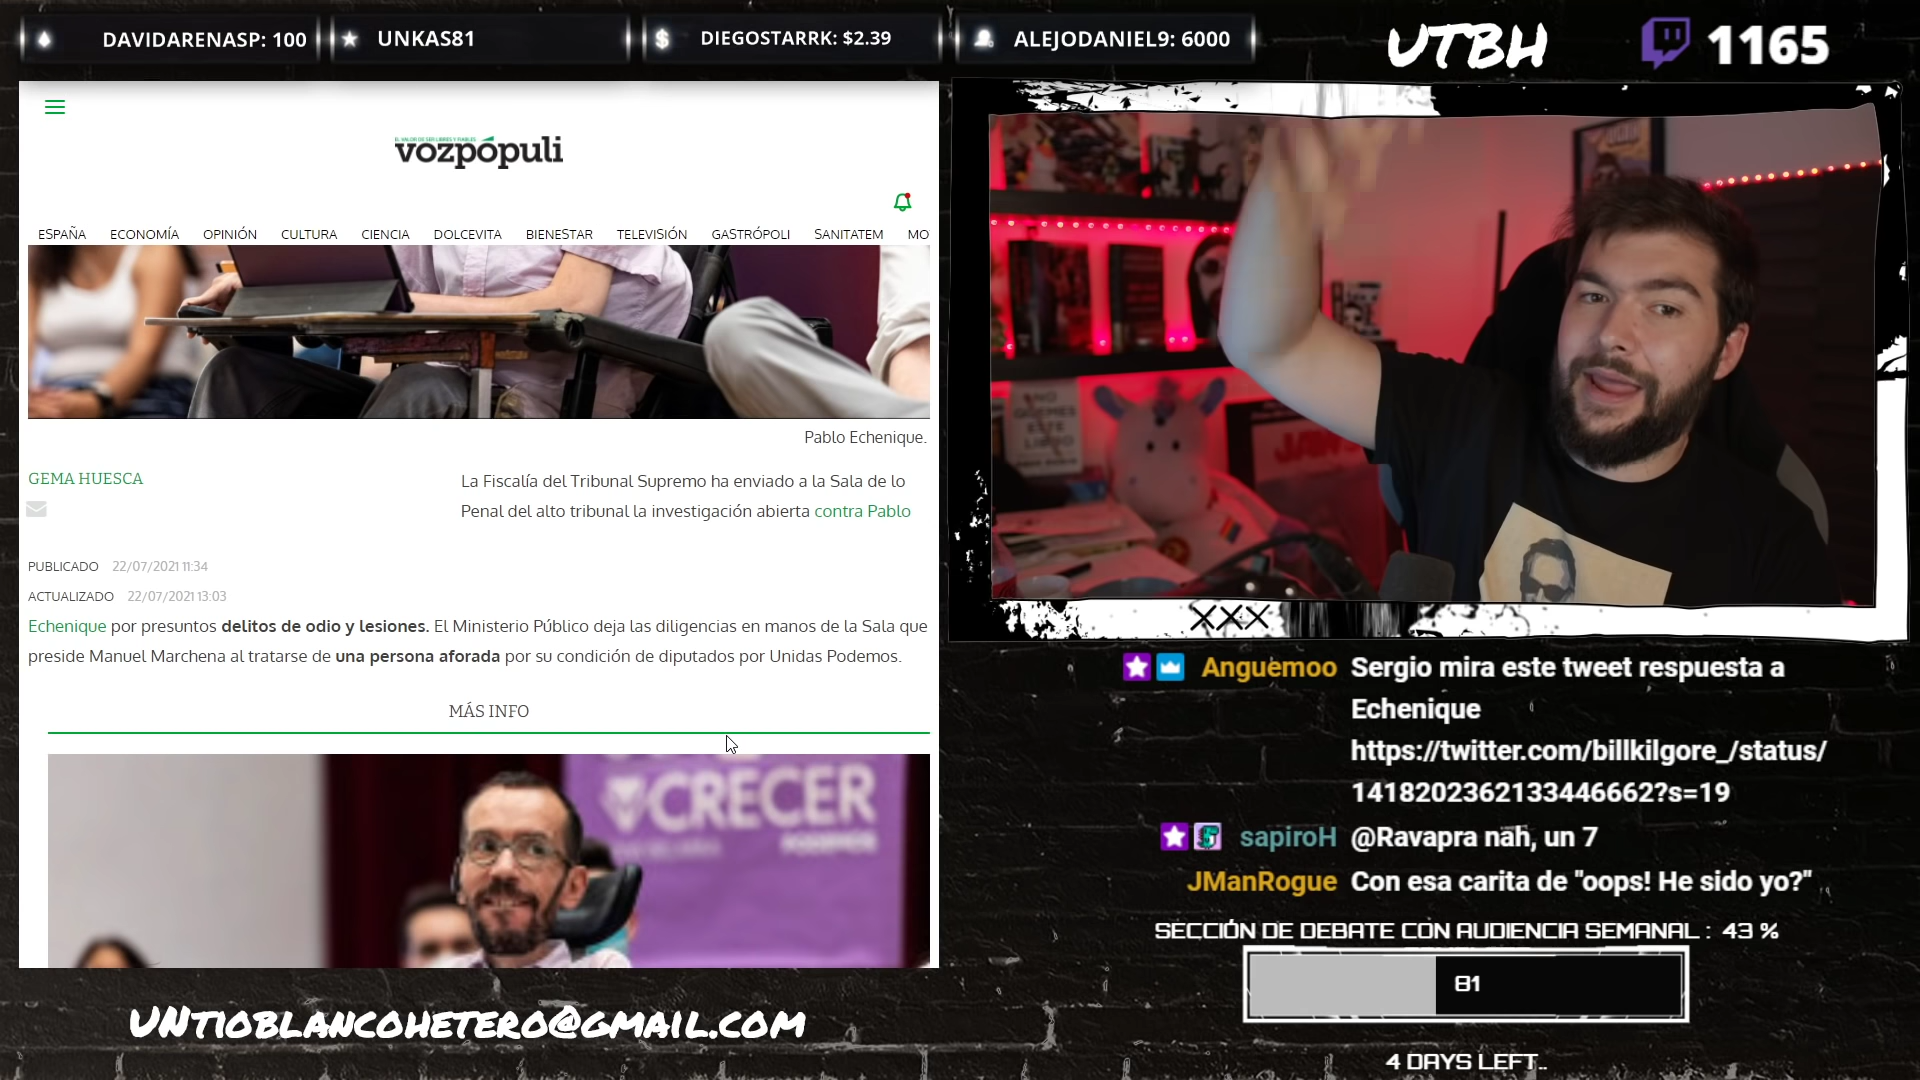 DAVIDARENASP: 100
UNKAS81
DIEGOSTARRK: $2.39
ALEJODANIEL9: 6000
UTBH
1165
vozpópuli
ESPAÑA ECONOMÍA OPINIÓN CULTURA CIENCIA DOLCEVITA BIENESTAR TELEVISIÓN GASTRÓPOLI SANITATEM MO
Pablo Echenique.
GEMA HUESCA
La Fiscalía del Tribunal Supremo ha enviado a la Sala de lo
Penal del alto tribunal la investigación abierta contra Pablo
PUBLICADO 22/07/2021 11:34
ACTUALIZADO 22/07/2021 13:03
Echenique por presuntos delitos de odio y lesiones. El Ministerio Público deja las diligencias en manos de la Sala que
preside Manuel Marchena al tratarse de una persona aforada por su condición de diputados por Unidas Podemos.
MÁS INFO
CRECER
PODEMOS
NO
QUEMES
ESTE
LIBRO
XXX
Anguemoo Sergio mira este tweet respuesta a
Echenique
https://twitter.com/billkilgore_/status/
1418202362133446662?s=19
sapiroH @Ravapra nah, un 7
JManRogue Con esa carita de "oops! He sido yo?"
SECCIÓN DE DEBATE CON AUDIENCIA SEMANAL : 43 %
81
4 DAYS LEFT..
UNTIOBLANCOHETERO@GMAIL.COM